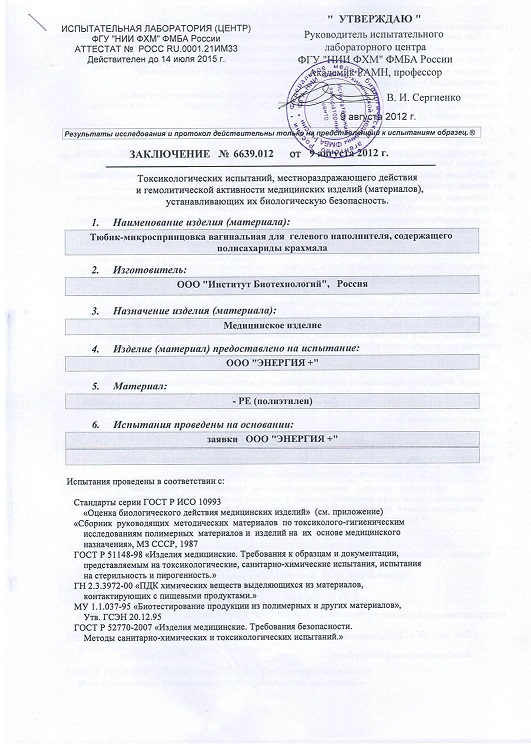 ИСПЫТАТЕЛЬНАЯ ЛАБОРАТОРИЯ (ЦЕНТР)
ФГУ "НИИ ФХМ" ФМБА России
АТТЕСТАТ № РОСС RU.0001.21ИМ33
Действителен до 14 июля 2015 г.
" УТВЕРЖДАЮ "
Руководитель испытательного
лабораторного центра
ФГУ "НИИ ФХМ" ФМБА России
Академик РАМН, профессор
В. И. Сергиенко
9 августа 2012 г.
Результаты исследования и протокол действительны только на представленный к испытаниям образец.®
ЗАКЛЮЧЕНИЕ № 6639.012 от 9 августа 2012 г.
Токсикологических испытаний, местнораздражающего действия
и гемолитической активности медицинских изделий (материалов),
устанавливающих их биологическую безопасность.
1. Наименование изделия (материала):
Тюбик-микроспринцовка вагинальная для гелевого наполнителя, содержащего
полисахариды крахмала
2. Изготовитель:
ООО "Институт Биотехнологий", Россия
3. Назначение изделия (материала):
Медицинское изделие
4. Изделие (материал) предоставлено на испытание:
ООО "ЭНЕРГИЯ +"
5. Материал:
- РЕ (полиэтилен)
6. Испытания проведены на основании:
заявки ООО "ЭНЕРГИЯ +"
Испытания проведены в соответствии с:
Стандарты серии ГОСТ Р ИСО 10993
«Оценка биологического действия медицинских изделий» (см. приложение)
«Сборник руководящих методических материалов по токсиколого-гигиеническим
исследованиям полимерных материалов и изделий на их основе медицинского
назначения», МЗ СССР, 1987
ГОСТ Р 51148-98 «Изделия медицинские. Требования к образцам и документации,
представляемым на токсикологические, санитарно-химические испытания, испытания
на стерильность и пирогенность.»
ГН 2.3.3972-00 «ПДК химических веществ выделяющихся из материалов,
контактирующих с пищевыми продуктами.»
МУ 1.1.037-95 «Биотестирование продукции из полимерных и других материалов»,
Утв. ГСЭН 20.12.95
ГОСТ Р 52770-2007 «Изделия медицинские. Требования безопасности.
Методы санитарно-химических и токсикологических испытаний.»